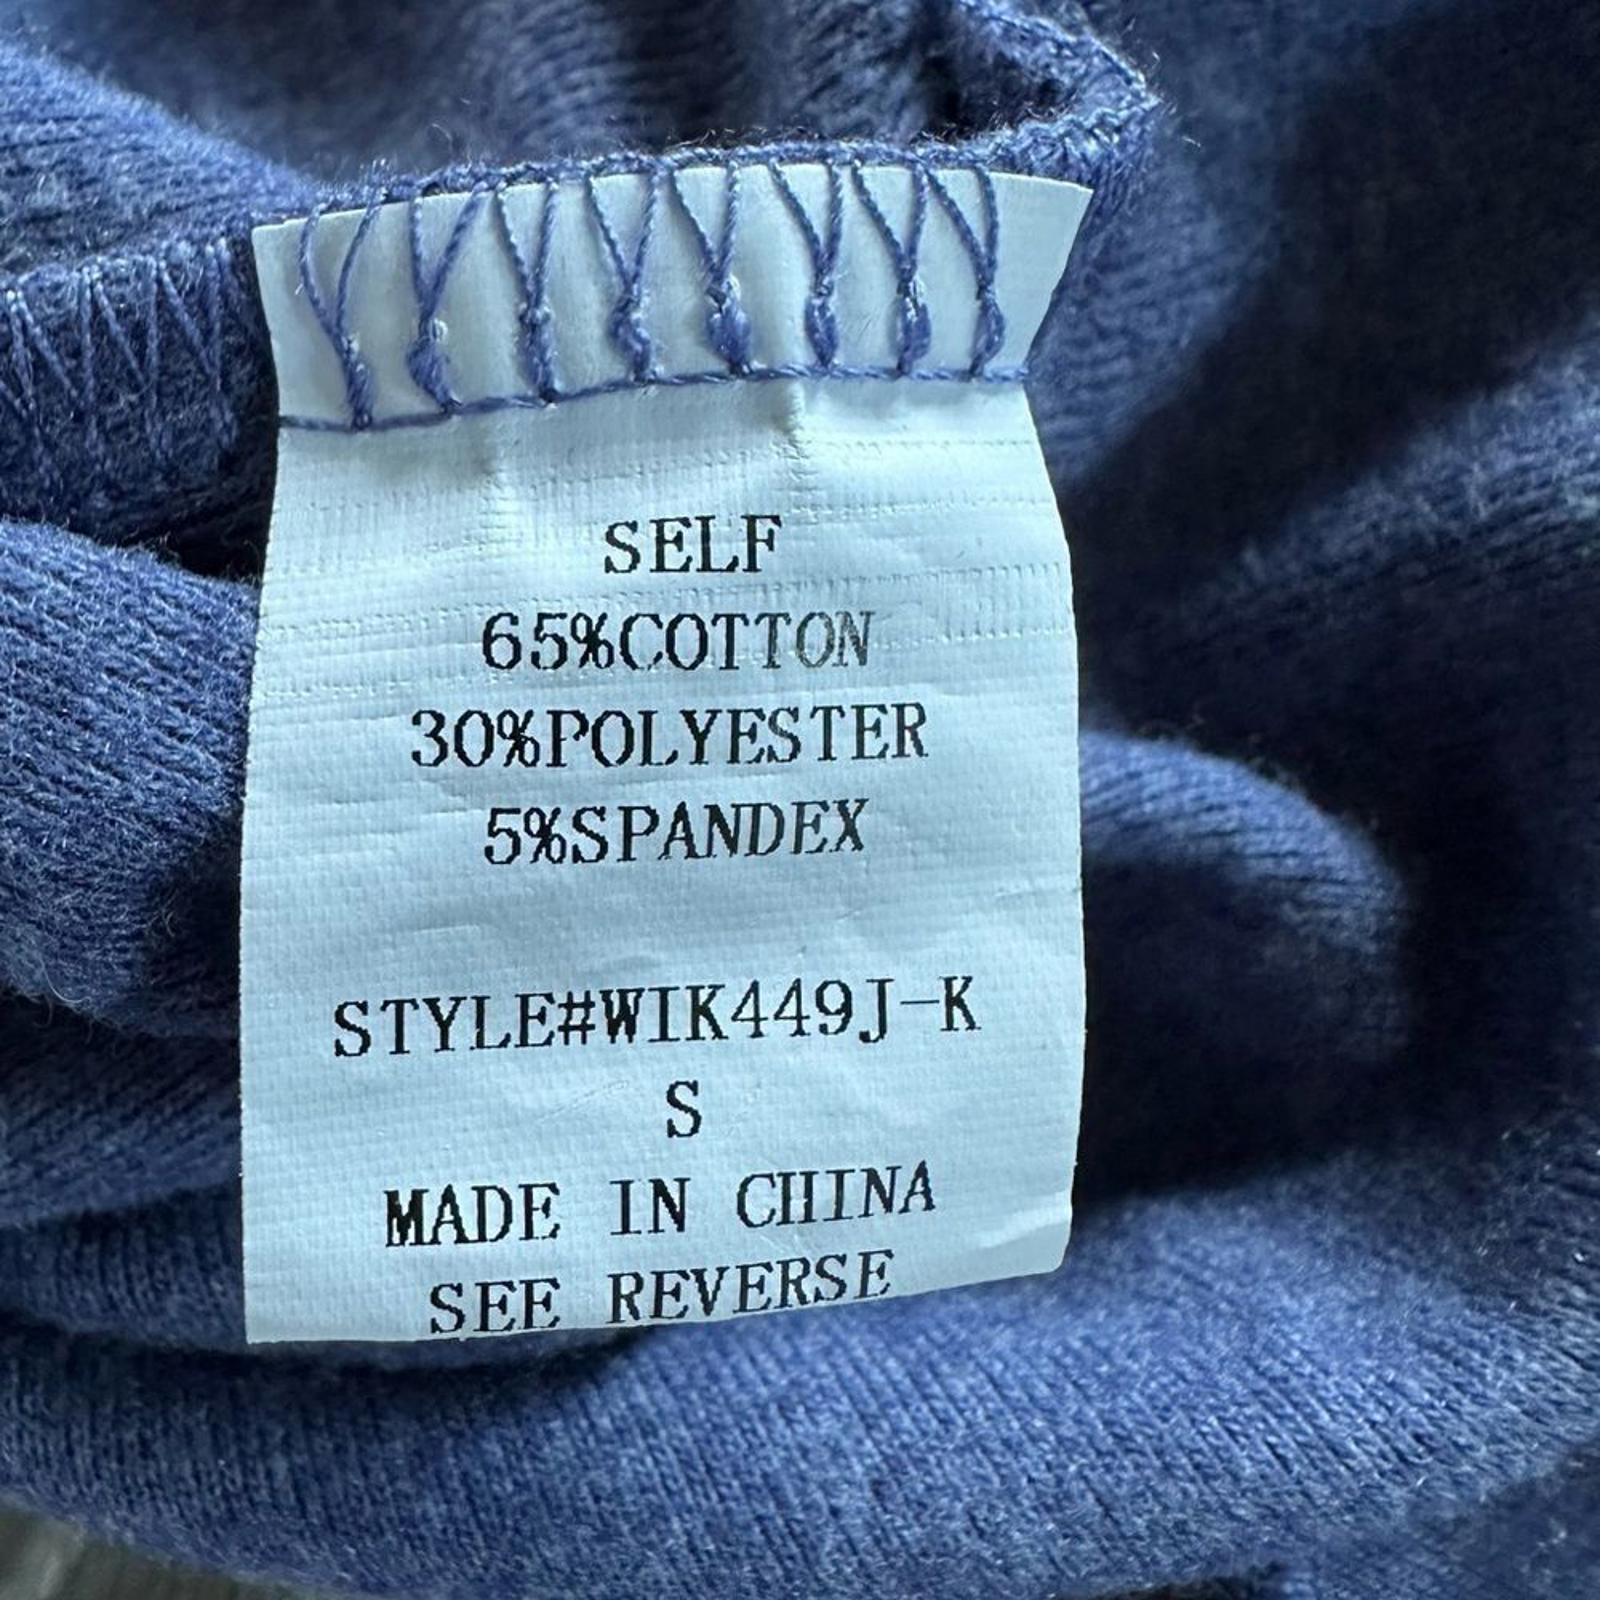 SELF
65%COTTON
30%POLYESTER
5%SPANDEX
STYLE#WIK449J-K
S
MADE IN CHINA
SEE REVERSE